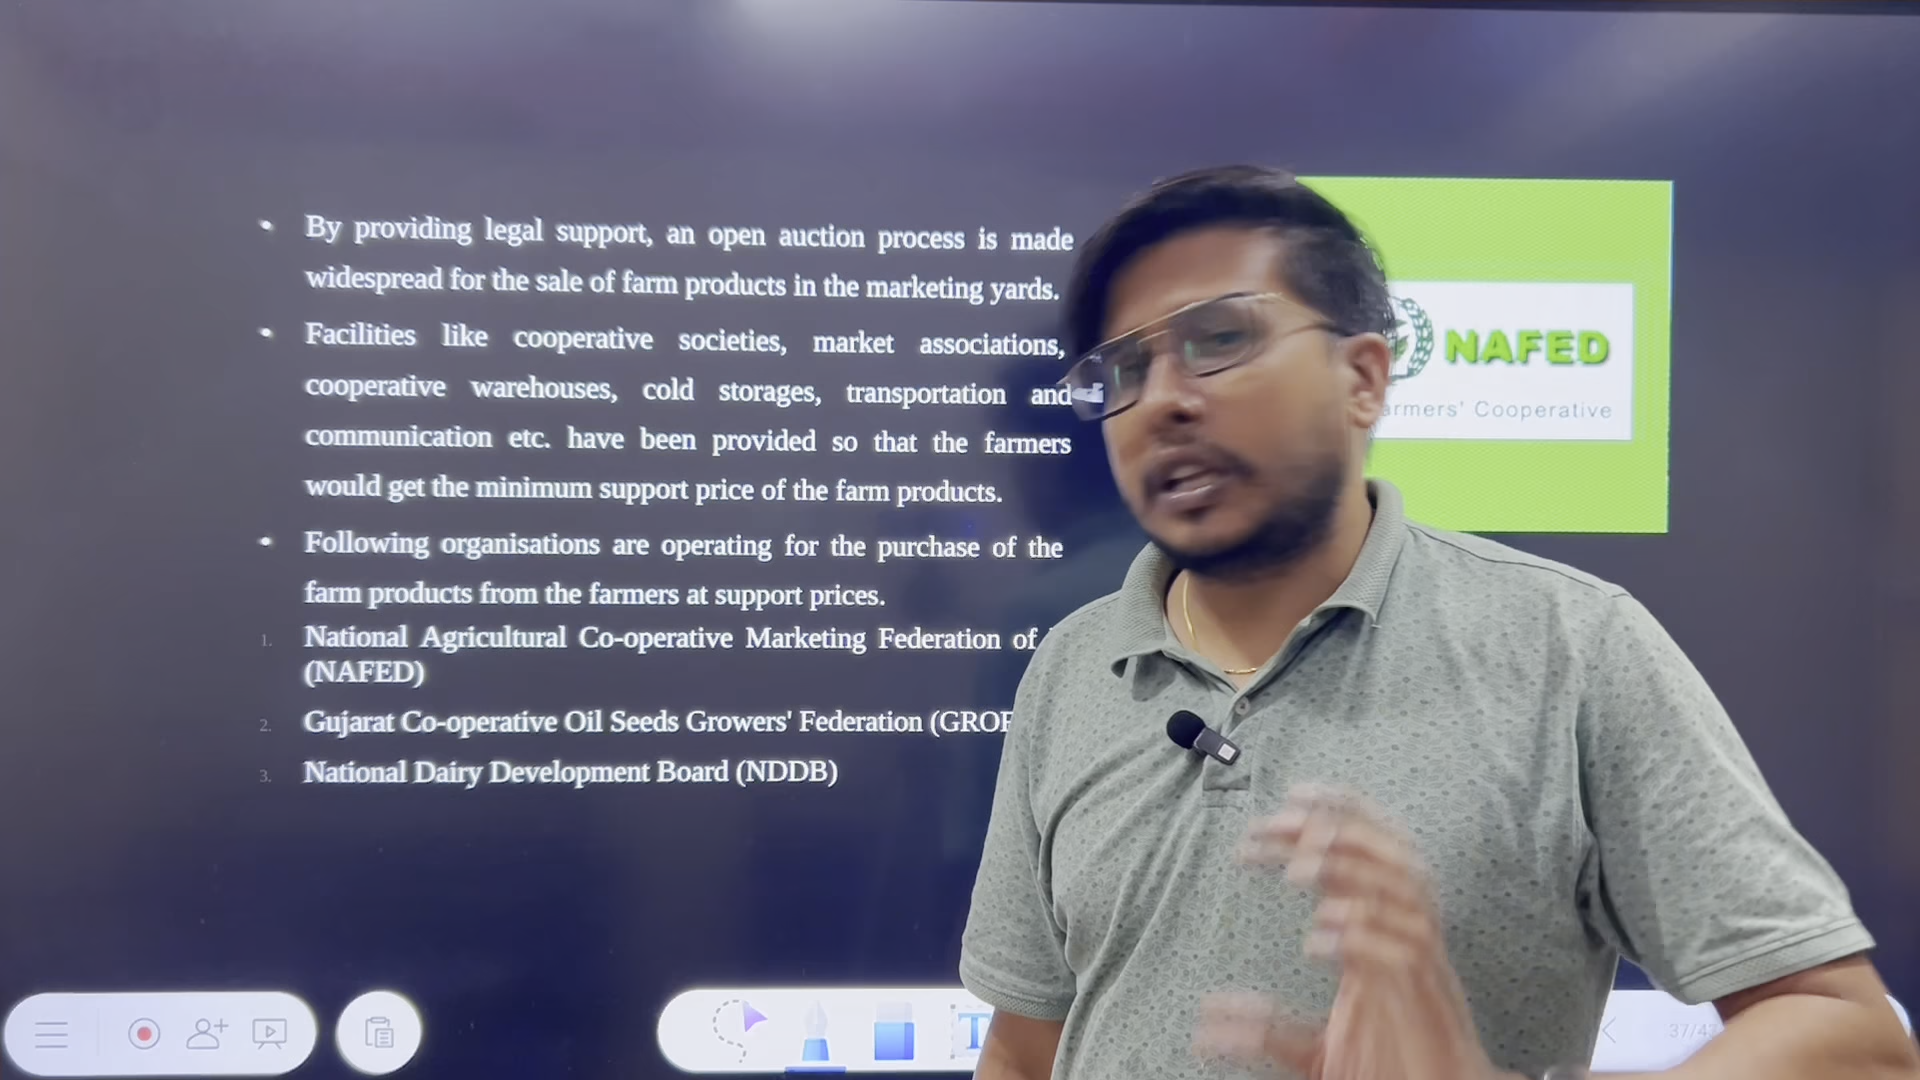 • By providing legal support, an open auction process is made
widespread for the sale of farm products in the marketing yards.
• Facilities like cooperative societies, market associations,
cooperative warehouses, cold storages, transportation and
communication etc. have been provided so that the farmers
would get the minimum support price of the farm products.
• Following organisations are operating for the purchase of the
farm products from the farmers at support prices.
1. National Agricultural Co-operative Marketing Federation of
(NAFED)
2. Gujarat Co-operative Oil Seeds Growers' Federation
3. National Dairy Development Board (NDDB)
NAFED
Cooperative
T